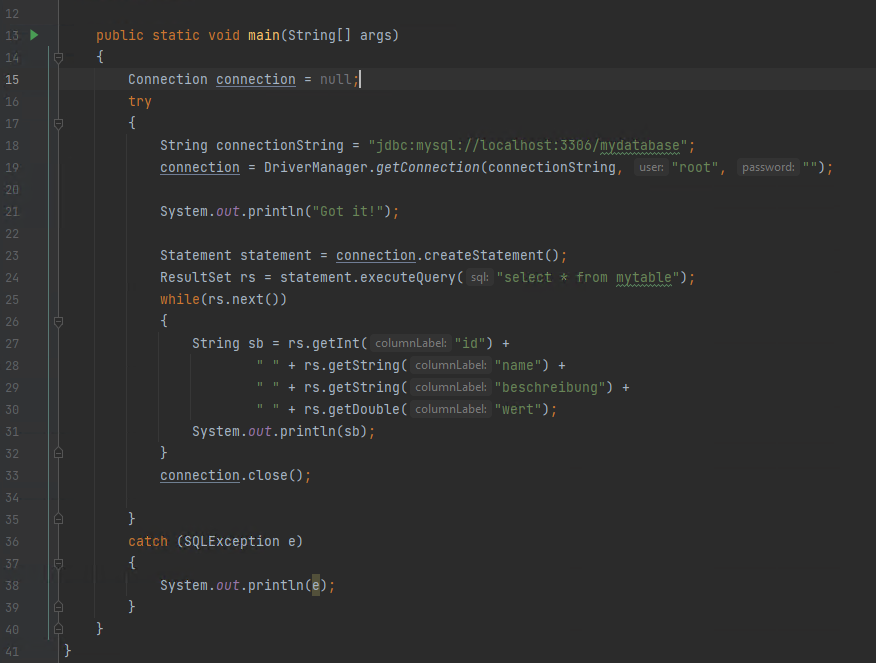 12
13 public static void main(String[] args)
14 {
15 Connection connection = null;
16 try
17 {
18 String connectionString = "jdbc:mysql://localhost:3306/mydatabase";
19 connection = DriverManager.getConnection(connectionString, user: "root", password: "");
20
21 System.out.println("Got it!");
22
23 Statement statement = connection.createStatement();
24 ResultSet rs = statement.executeQuery( sql: "select * from mytable");
25 while(rs.next())
26 {
27 String sb = rs.getInt( columnLabel: "id") +
28 " " + rs.getString( columnLabel: "name") +
29 " " + rs.getString( columnLabel: "beschreibung") +
30 " " + rs.getDouble( columnLabel: "wert");
31 System.out.println(sb);
32 }
33 connection.close();
34
35 }
36 catch (SQLException e)
37 {
38 System.out.println(e);
39 }
40 }
41 }